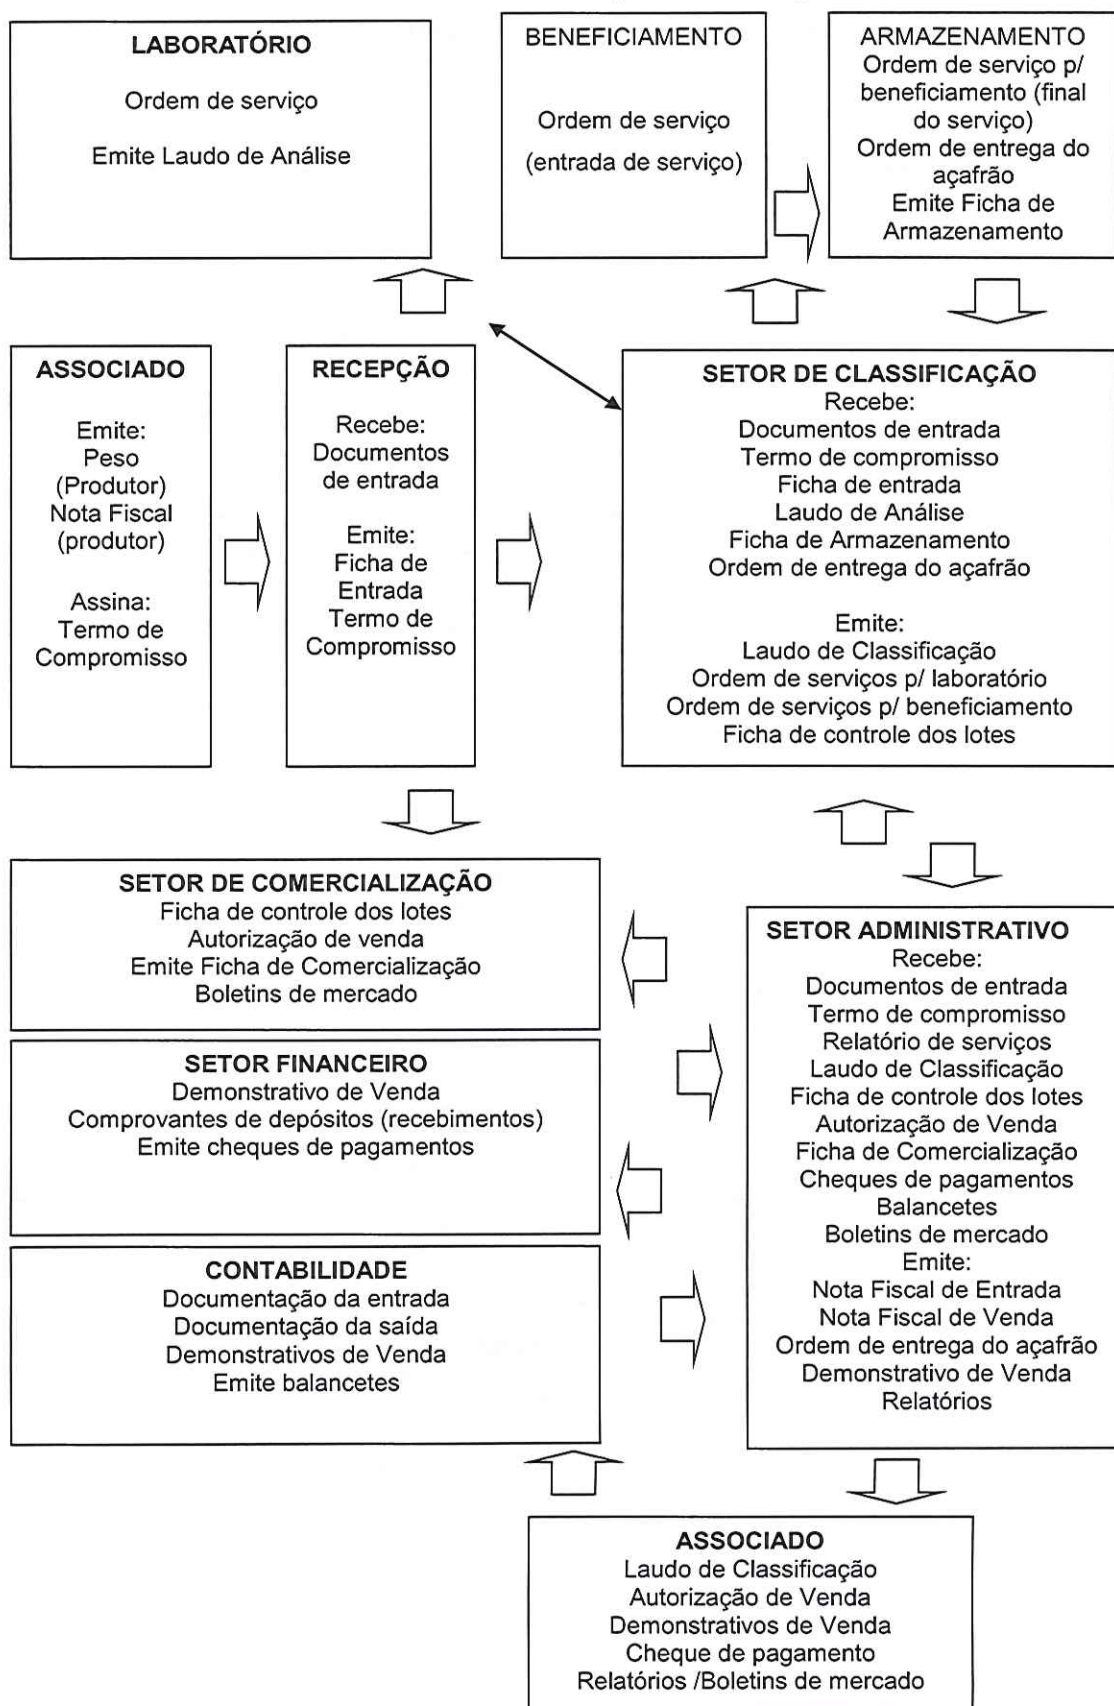 LABORATÓRIO
Ordem de serviço
Emite Laudo de Análise
BENEFICIAMENTO
Ordem de serviço
(entrada de serviço)
ARMAZENAMENTO
Ordem de serviço p/
beneficiamento (final
do serviço)
Ordem de entrega do
açafrão
Emite Ficha de
Armazenamento
ASSOCIADO
Emite:
Peso
(Produtor)
Nota Fiscal
(produtor)
Assina:
Termo de
Compromisso
RECEPÇÃO
Recebe:
Documentos
de entrada
Emite:
Ficha de
Entrada
Termo de
Compromisso
SETOR DE CLASSIFICAÇÃO
Recebe:
Documentos de entrada
Termo de compromisso
Ficha de entrada
Laudo de Análise
Ficha de Armazenamento
Ordem de entrega do açafrão
Emite:
Laudo de Classificação
Ordem de serviços p/ laboratório
Ordem de serviços p/ beneficiamento
Ficha de controle dos lotes
SETOR DE COMERCIALIZAÇÃO
Ficha de controle dos lotes
Autorização de venda
Emite Ficha de Comercialização
Boletins de mercado
SETOR FINANCEIRO
Demonstrativo de Venda
Comprovantes de depósitos (recebimentos)
Emite cheques de pagamentos
CONTABILIDADE
Documentação da entrada
Documentação da saída
Demonstrativos de Venda
Emite balancetes
SETOR ADMINISTRATIVO
Recebe:
Documentos de entrada
Termo de compromisso
Relatório de serviços
Laudo de Classificação
Ficha de controle dos lotes
Autorização de Venda
Ficha de Comercialização
Cheques de pagamentos
Balancetes
Boletins de mercado
Emite:
Nota Fiscal de Entrada
Nota Fiscal de Venda
Ordem de entrega do açafrão
Demonstrativo de Venda
Relatórios
ASSOCIADO
Laudo de Classificação
Autorização de Venda
Demonstrativos de Venda
Cheque de pagamento
Relatórios /Boletins de mercado